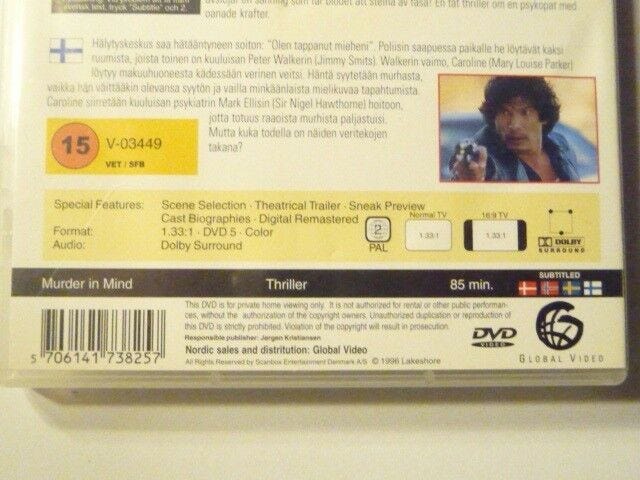 svensk text, tryck "Subtitle" och 2.
oanade krafter.
Hälytyskeskus saa hätääntyneen soiton: "Olen tappanut mieheni". Poliisin saapuessa paikalle he löytävät kaksi
ruumista, joista toinen on kuuluisan Peter Walkerin (Jimmy Smits). Walkerin vaimo, Caroline (Mary Louise Parker)
löytyy makuuhuoneesta kädessään verinen veitsi. Häntä syytetään murhasta,
vaikka hän väittääkin olevansa syytön ja vailla minkäänlaista mielikuvaa tapahtumista.
Caroline siirretään kuuluisan psykiatrin Mark Ellisin (Sir Nigel Hawthorne) hoitoon,
jotta totuus raaoista murhista paljastuisi.
Mutta kuka todella on näiden veritekojen
takana?
15 V-03449
VET / SFB
Special Features: Scene Selection · Theatrical Trailer · Sneak Preview
Cast Biographies · Digital Remastered
Format: 1.33:1 · DVD 5 · Color
Audio: Dolby Surround
2
PAL
Normal TV
1.33:1
16:9 TV
1.33:1
DOLBY
SURROUND
Murder in Mind Thriller 85 min.
SUBTITLED
This DVD is for private home viewing only. It is not authorized for rental or other public performan-
ces, without the authorization of the copyright owners. Unauthorized duplication or reproduction of
this DVD is strictly prohibited. Violation of the copyright will result in prosecution.
Responsible publisher: Jørgen Kristiansen
Nordic sales and distribution: Global Video
All Rights Reserved by Scanbox Entertainment Danmark A/S © 1996 Lakeshore
DVD
VIDEO
GLOBAL VIDEO
5 706141 738257